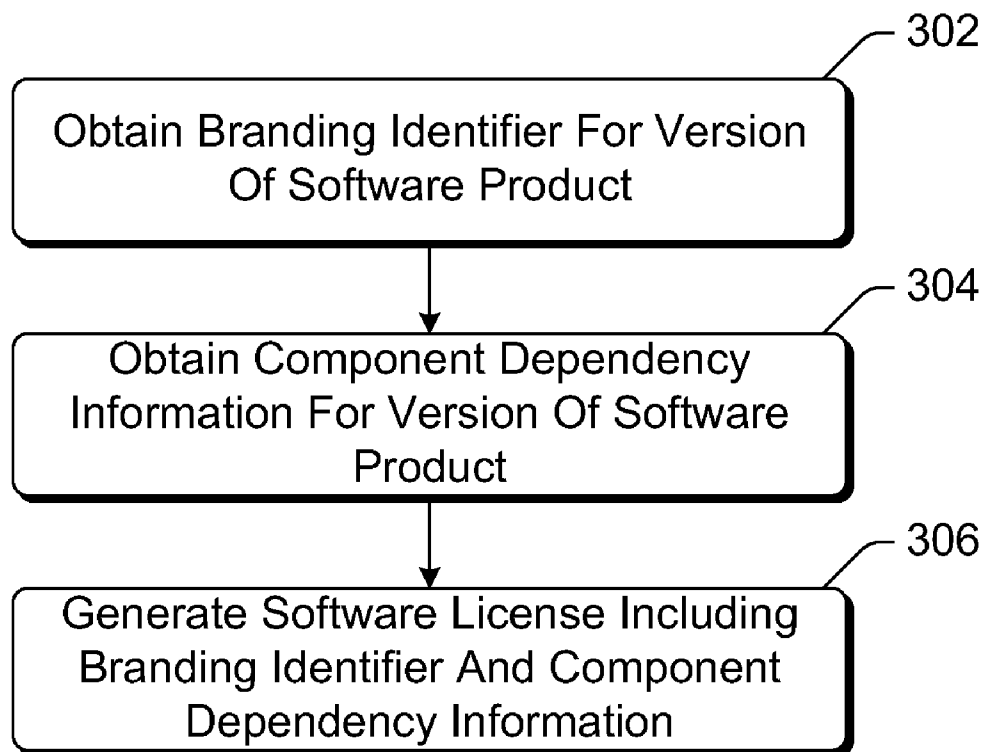 302
Obtain Branding Identifier For Version
Of Software Product
304
Obtain Component Dependency
Information For Version Of Software
Product
306
Generate Software License Including
Branding Identifier And Component
Dependency Information